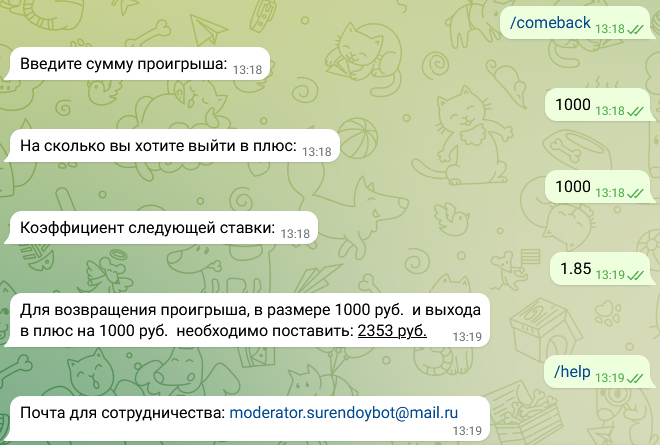 /comeback 13:18
Введите сумму проигрыша: 13:18
1000 13:18
На сколько вы хотите выйти в плюс: 13:18
1000 13:18
Коэффициент следующей ставки: 13:18
1.85 13:19
Для возвращения проигрыша, в размере 1000 руб. и выхода
в плюс на 1000 руб. необходимо поставить: 2353 руб. 13:19
/help 13:19
Почта для сотрудничества: moderator.surendoybot@mail.ru
13:19